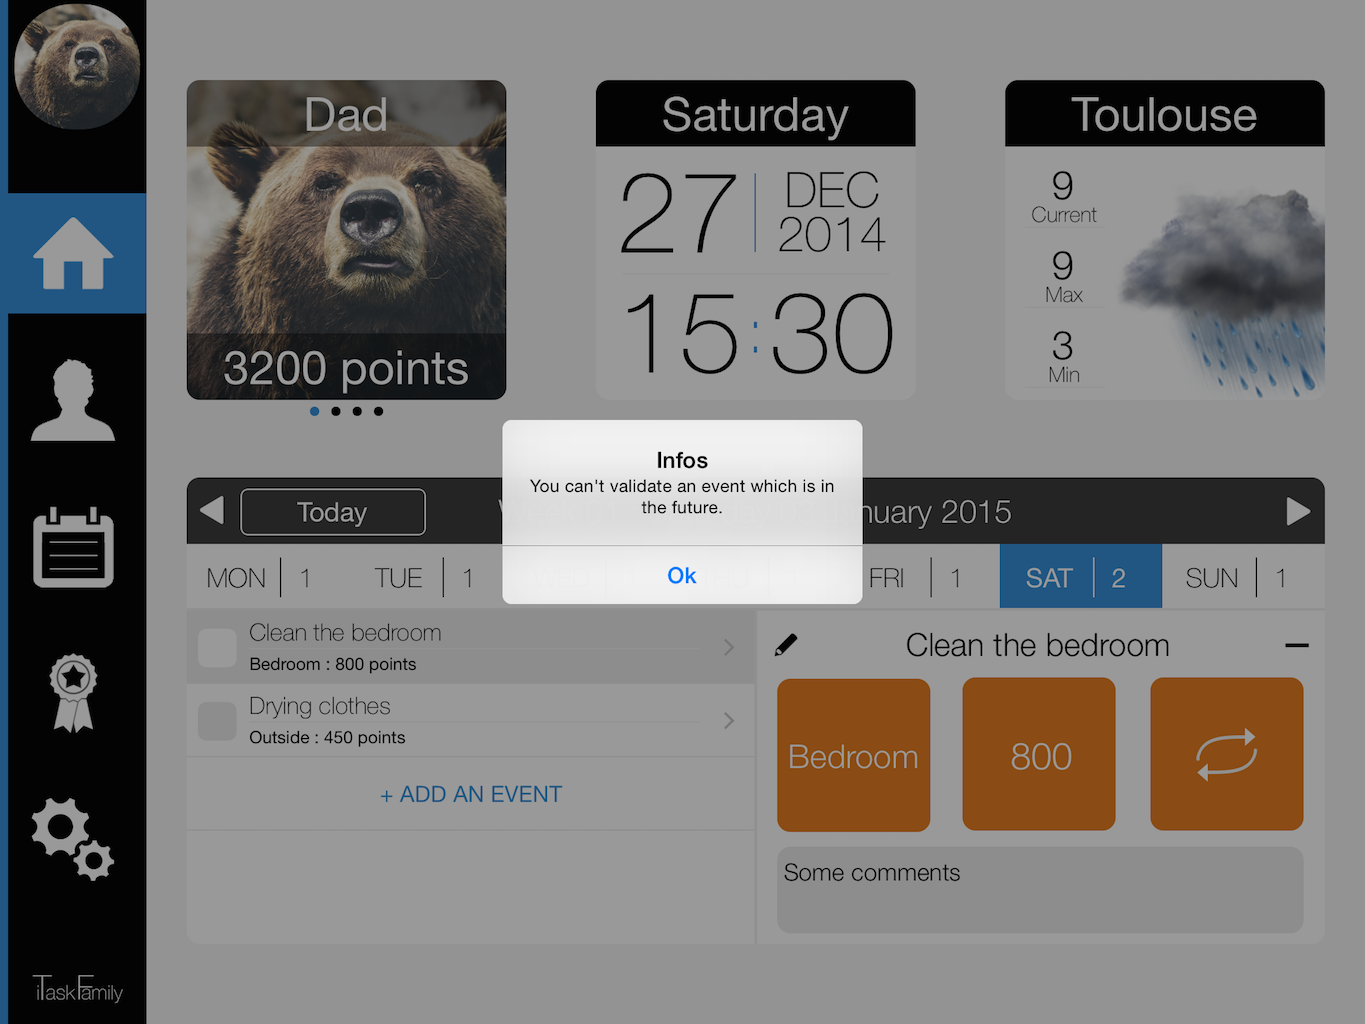 Dad
3200 points
Saturday
27
DEC
2014
15:30
Toulouse
9
Current
9
Max
3
Min
Infos
You can't validate an event which is in
the future.
Ok
Today
nuary 2015
MON 1
TUE 1
FRI 1
SAT 2
SUN 1
Clean the bedroom
Bedroom : 800 points
Drying clothes
Outside : 450 points
+ ADD AN EVENT
Clean the bedroom
Bedroom
800
Some comments
iTaskFamily